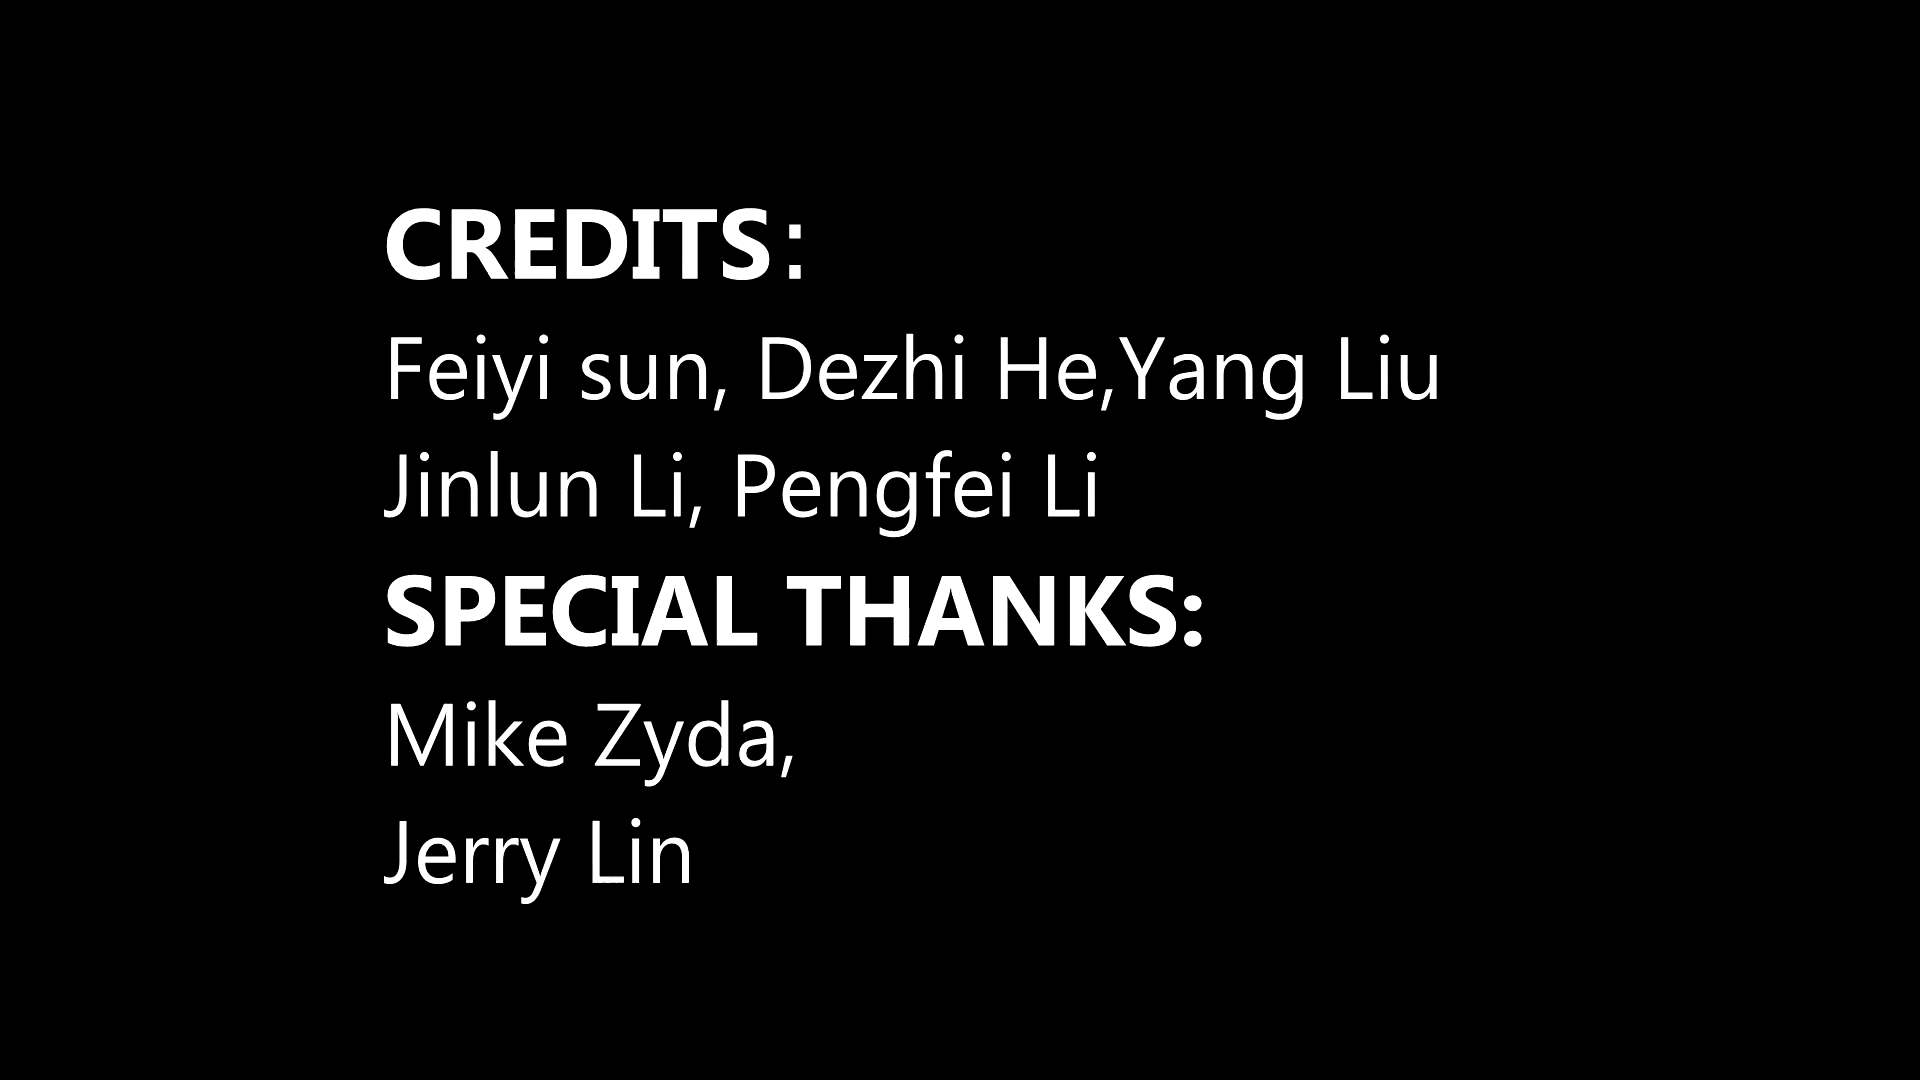 CREDITS：
Feiyi sun, Dezhi He,Yang Liu
Jinlun Li, Pengfei Li
SPECIAL THANKS:
Mike Zyda,
Jerry Lin